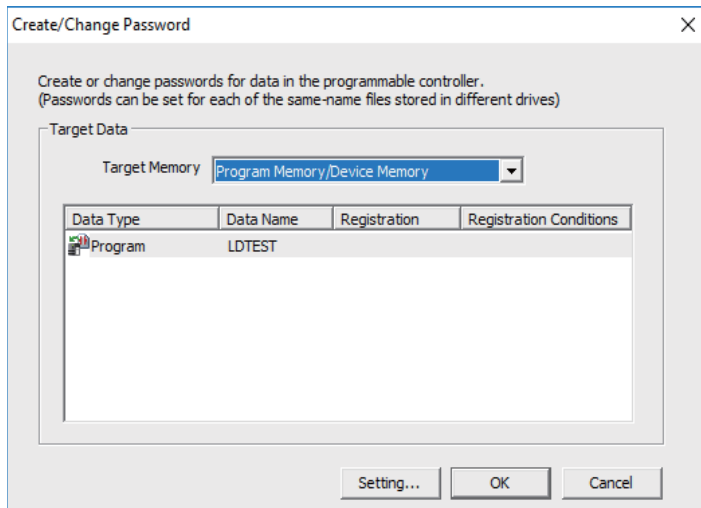 Create/Change Password
Create or change passwords for data in the programmable controller.
(Passwords can be set for each of the same-name files stored in different drives)
Target Data
Target Memory Program Memory/Device Memory
Data Type Data Name Registration Registration Conditions
Program LDTEST
Setting... OK Cancel